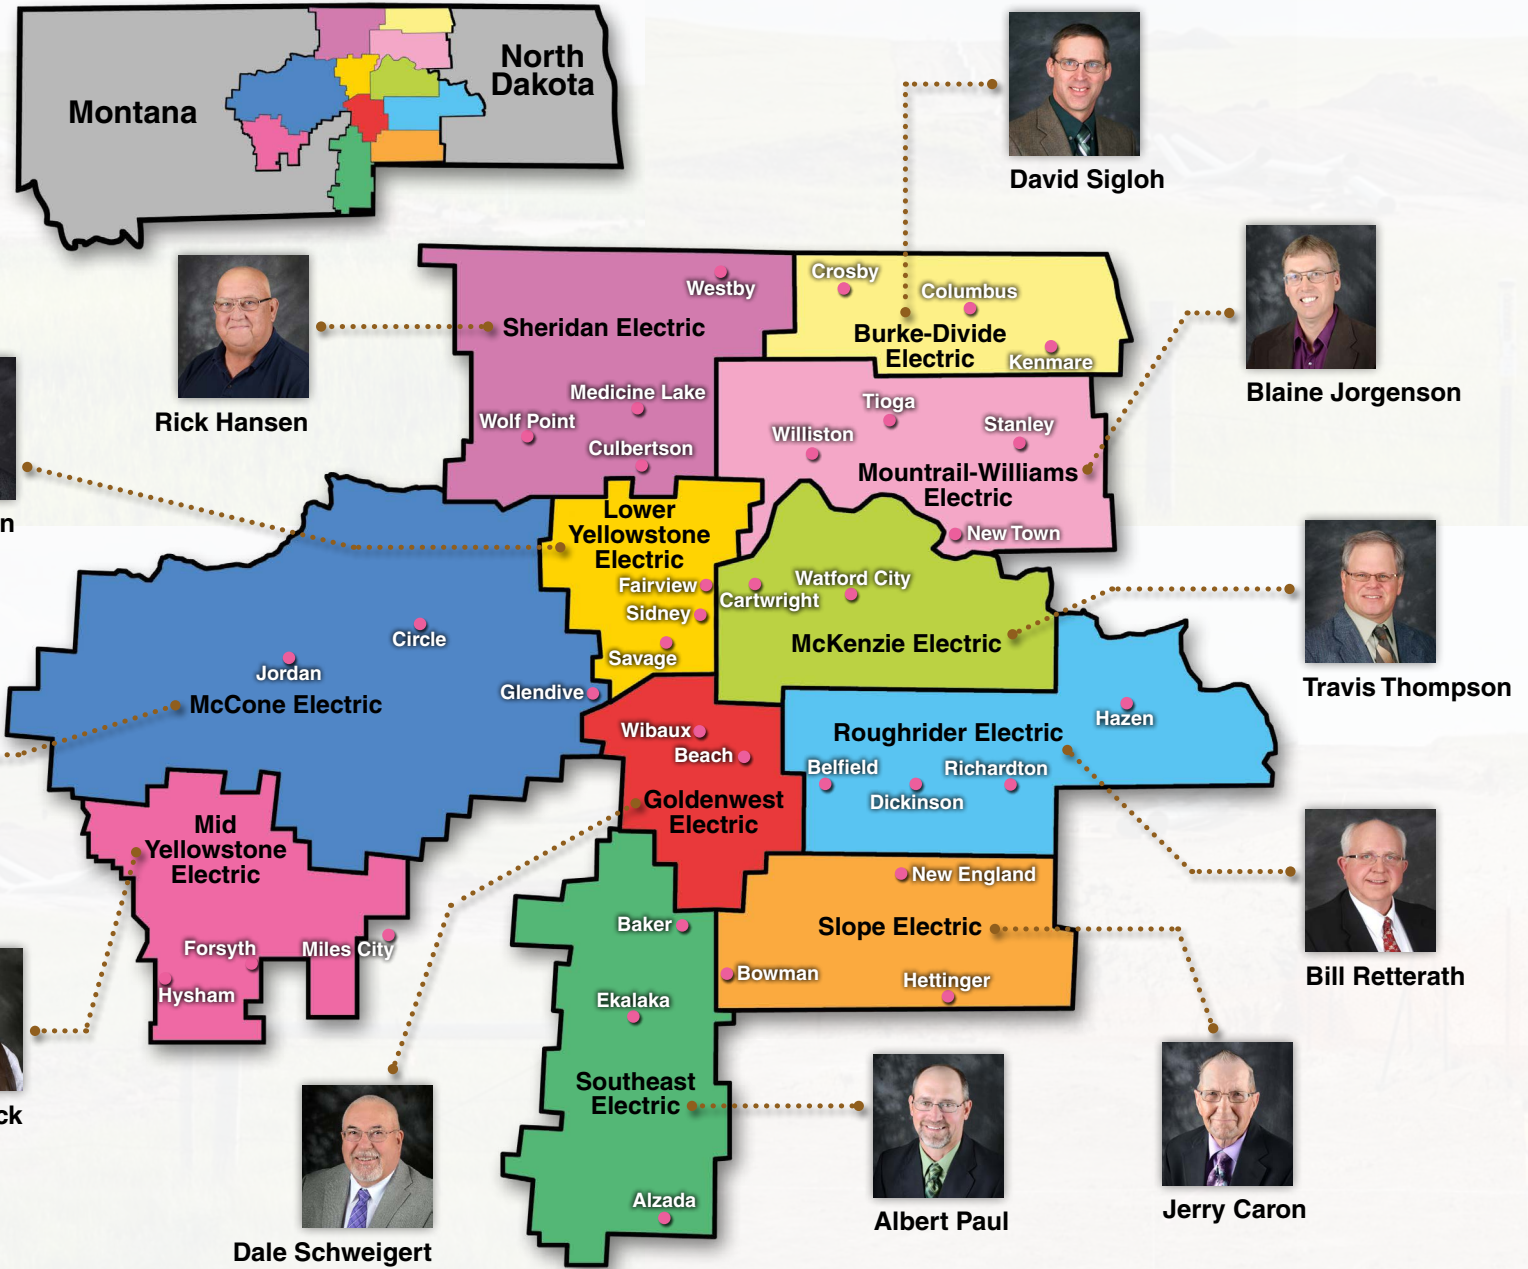 Montana
North
Dakota
David Sigloh
Rick Hansen
Blaine Jorgenson
Westby
Sheridan Electric
Medicine Lake
Wolf Point
Culbertson
Crosby
Columbus
Burke-Divide
Electric
Kenmare
Tioga
Williston
Stanley
Mountrail-Williams
Electric
New Town
n
Lower
Yellowstone
Electric
Fairview
Sidney
Savage
Cartwright
Watford City
McKenzie Electric
Travis Thompson
Circle
Jordan
McCone Electric
Glendive
Wibaux
Beach
Goldenwest
Electric
Roughrider Electric
Hazen
Belfield
Dickinson
Richardton
Bill Retterath
Mid
Yellowstone
Electric
Forsyth
Miles City
Hysham
ck
New England
Slope Electric
Bowman
Hettinger
Baker
Ekalaka
Southeast
Electric
Alzada
Dale Schweigert
Albert Paul
Jerry Caron